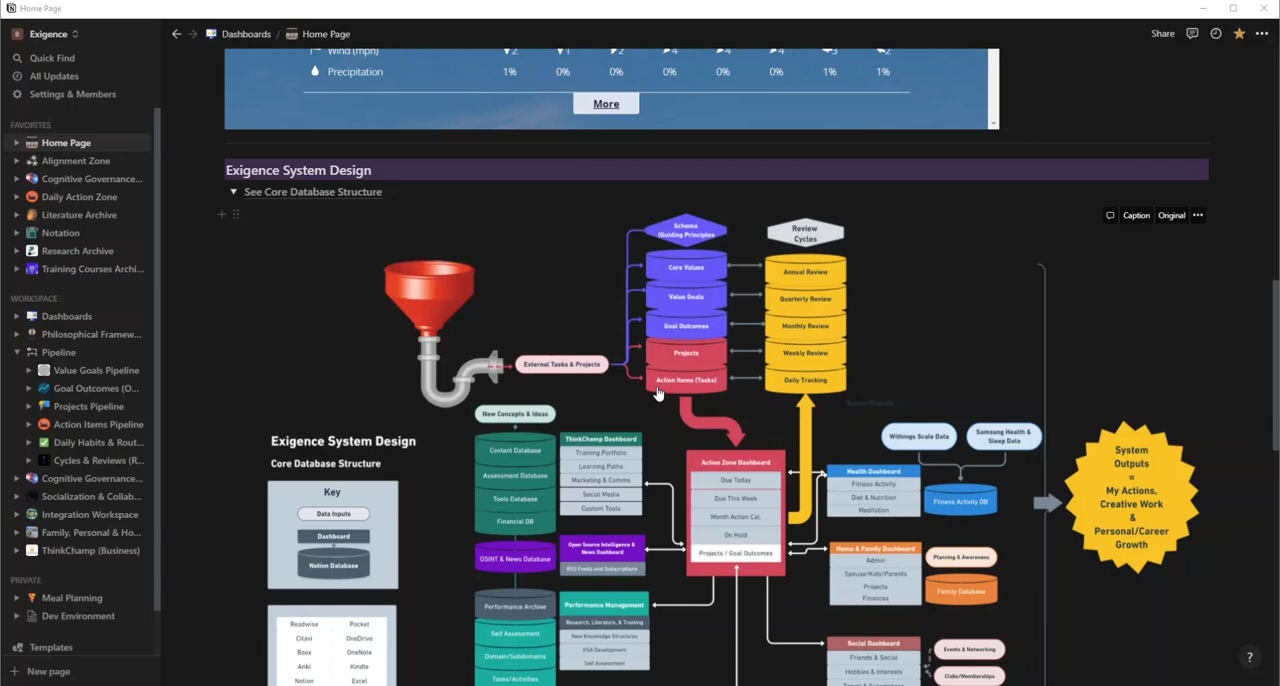 Home Page
Exigence
Dashboards / Home Page
Share
Quick Find
All Updates
Settings & Members
FAVORITES
Home Page
Alignment Zone
Cognitive Governance...
Daily Action Zone
Literature Archive
Notation
Research Archive
Training Courses Archi...
WORKSPACE
Dashboards
Philosophical Framew...
Pipeline
Value Goals Pipeline
Goal Outcomes (O...
Projects Pipeline
Action Items Pipeline
Daily Habits & Rout...
Cycles & Reviews (R...
Cognitive Governance...
Socialization & Collab...
Integration Workspace
Family, Personal & Ho...
ThinkChamp (Business)
PRIVATE
Meal Planning
Dev Environment
Templates
New page
Wind (mph) 2 1 2 4 4 4 3 2
Precipitation 1% 0% 0% 0% 0% 0% 1% 1%
More
Exigence System Design
See Core Database Structure
Caption Original
Schema
(Guiding Principles
Core Values
Value Goals
Goal Outcomes
Projects
Action Items (Tasks)
Review
Cycles
Annual Review
Quarterly Review
Monthly Review
Weekly Review
Daily Tracking
External Tasks & Projects
Exigence System Design
Core Database Structure
Key
Data Inputs
Dashboard
Notion Database
Readwise Pocket
Citavi OneDrive
Boox OneNote
Anki Kindle
Notion Excel
New Concepts & Ideas
Content Database
Assessment Database
Tools Database
Financial DB
OSINT & News Database
Performance Archive
Self Assessment
Domain/Subdomains
Tasks/Activities
ThinkChamp Dashboard
Training Portfolio
Learning Paths
Marketing & Comms
Social Media
Custom Tools
Open Source Intelligence &
News Dashboard
RSS Feeds and Subscriptions
Performance Management
Research, Literature, & Training
New Knowledge Structures
KSA Development
Self Assessment
Action Zone Dashboard
Due Today
Due This Week
Month Action Cal.
On Hold
Projects / Goal Outcomes
Withings Scale Data
Samsung Health &
Sleep Data
Health Dashboard
Fitness Activity
Diet & Nutrition
Meditation
Fitness Activity DB
Home & Family Dashboard
Admin
Spouse/Kids/Parents
Projects
Finances
Planning & Awareness
Family Database
Social Dashboard
Friends & Social
Hobbies & Interests
Travel & Experiences
Events & Networking
Clubs/Memberships
System
Outputs
=
My Actions,
Creative Work
&
Personal/Career
Growth
?